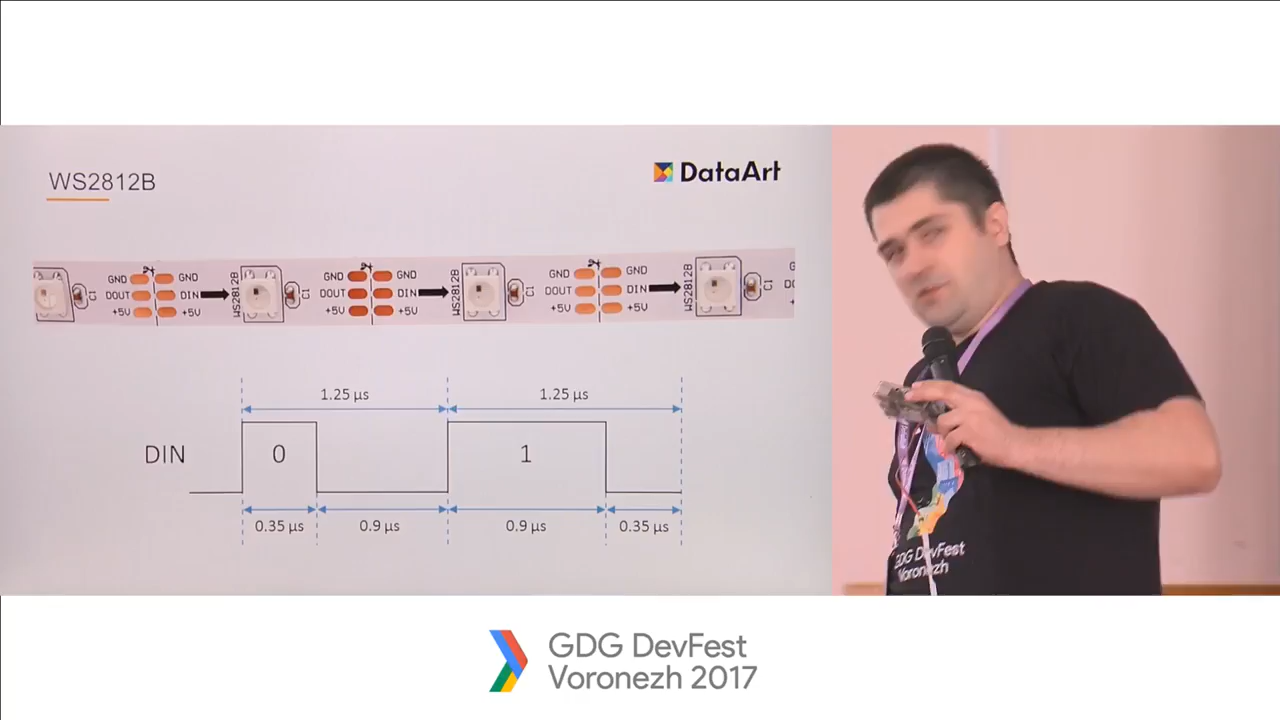 WS2812B
DataArt
GND GND WS2812B GND GND WS2812B GND GND WS2812B G
C1 DOUT DIN C1 DOUT DIN C1 DOUT DIN C1 D
+5V +5V +5V +5V +5V +5V
1.25 µs 1.25 µs
DIN 0 1
0.35 µs 0.9 µs 0.9 µs 0.35 µs
GDG DevFest
Voronezh
GDG DevFest
Voronezh 2017